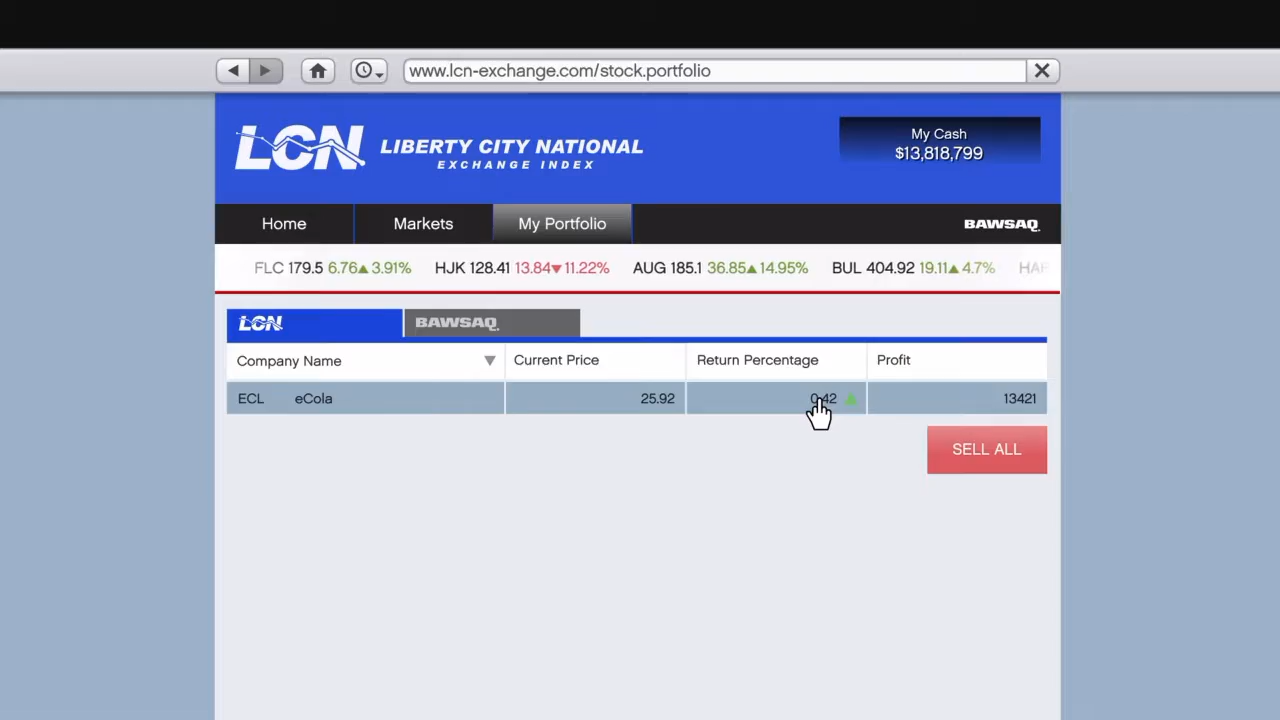 www.lcn-exchange.com/stock.portfolio
LCN LIBERTY CITY NATIONAL
EXCHANGE INDEX
My Cash
$13,818,799
Home Markets My Portfolio BAWSAQ
FLC 179.5 6.76▲3.91% HJK 128.41 13.84▼11.22% AUG 185.1 36.85▲14.95% BUL 404.92 19.11▲4.7%
LCN BAWSAQ
Company Name Current Price Return Percentage Profit
ECL eCola 25.92 0.42 13421
SELL ALL